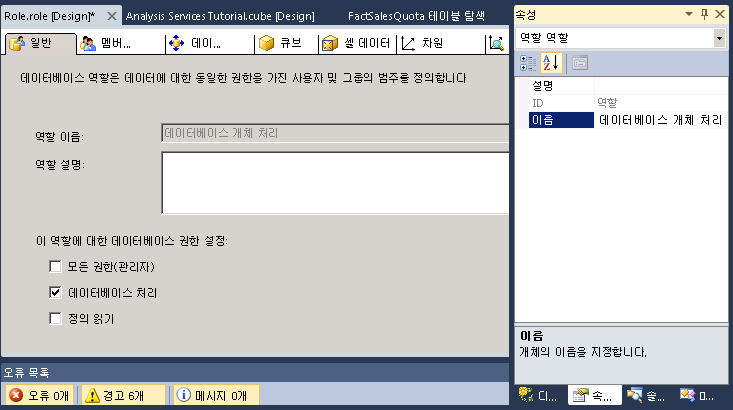 Role.role [Design]*
Analysis Services Tutorial.cube [Design]
FactSalesQuota 테이블 탐색
일반
멤버...
데이...
큐브
셀 데이터
차원
데이터베이스 역할은 데이터에 대한 동일한 권한을 가진 사용자 및 그룹의 범주를 정의합니다
역할 이름:
데이터베이스 개체 처리
역할 설명:
이 역할에 대한 데이터베이스 권한 설정:
모든 권한(관리자)
데이터베이스 처리
정의 읽기
오류 목록
오류 0개
경고 6개
메시지 0개
속성
역할 역할
설명
ID 역할
이름 데이터베이스 개체 처리
이름
개체의 이름을 지정합니다.
디...
속...
솔...